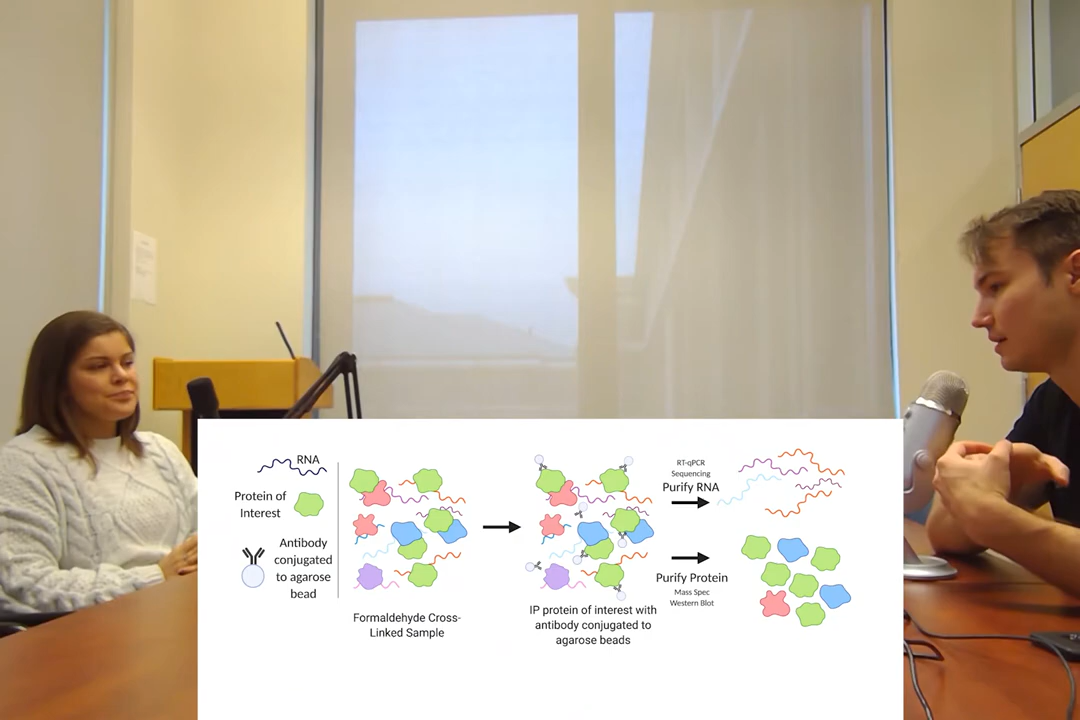 RNA
Protein of
Interest
Antibody
conjugated
to agarose
bead
Formaldehyde Cross-
Linked Sample
IP protein of interest with
antibody conjugated to
agarose beads
RT-qPCR
Sequencing
Purify RNA
Purify Protein
Mass Spec
Western Blot